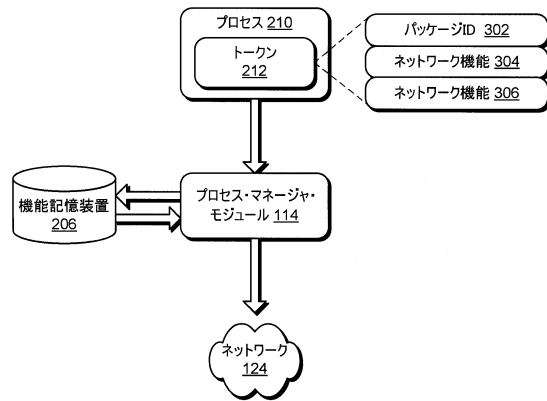 プロセス 210
トークン
212
パッケージID 302
ネットワーク機能 304
ネットワーク機能 306
機能記憶装置
206
プロセス・マネージャ・
モジュール 114
ネットワーク
124